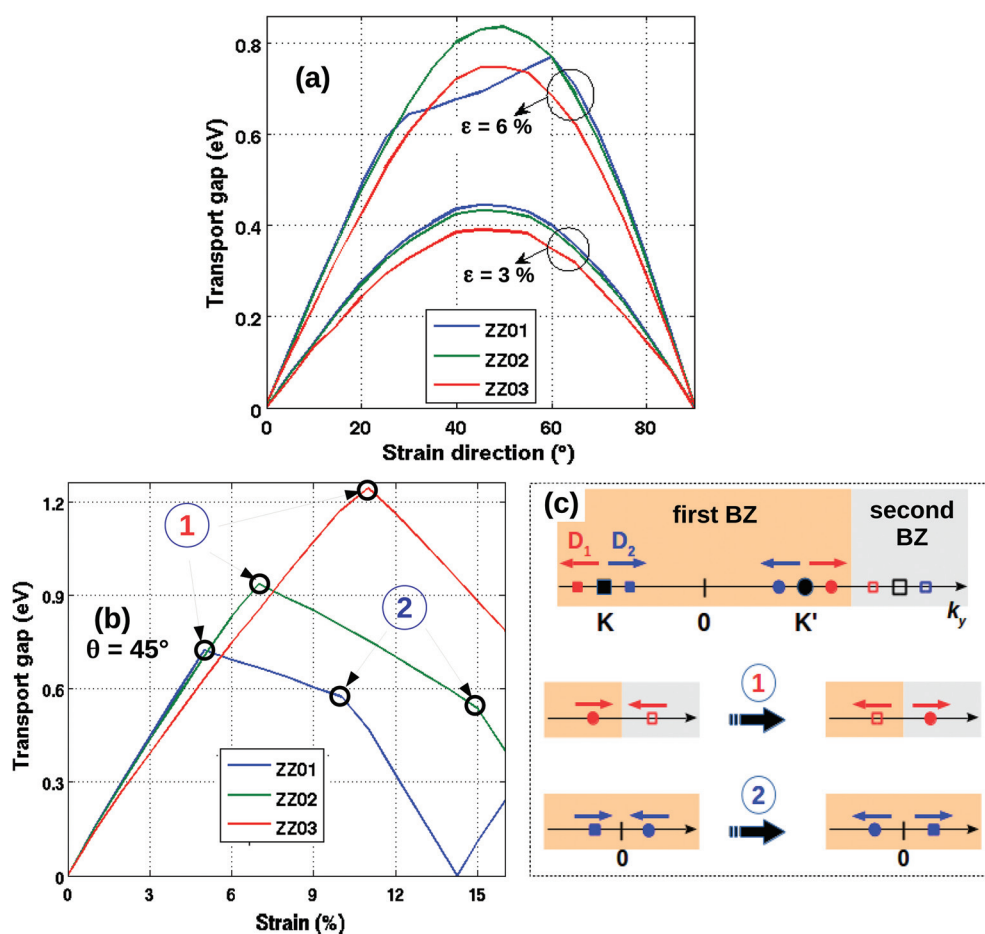 (a)
Transport gap (eV)
0.8
0.6
0.4
0.2
0
ε = 6 %
ε = 3 %
ZZ01
ZZ02
ZZ03
0 20 40 60 80
Strain direction (°)
(b)
Transport gap (eV)
1.2
0.9
0.6
0.3
0
1
2
θ = 45°
ZZ01
ZZ02
ZZ03
0 3 6 9 12 15
Strain (%)
(c)
first BZ
second BZ
D1 D2
K 0 K' ky
1
2
0 0